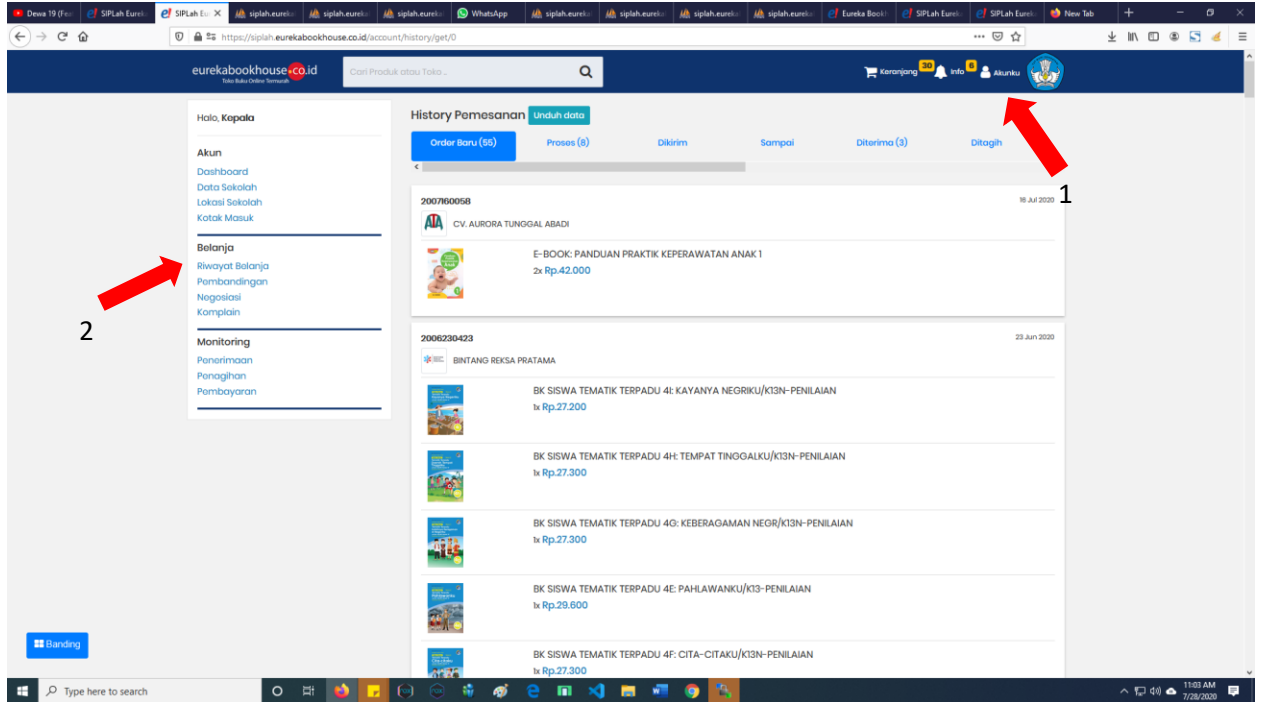 Dewa 19 (Fea SIPLah Eureka SIPLah Eu siplah.eureka siplah.eureka siplah.eureka WhatsApp siplah.eureka siplah.eureka siplah.eureka siplah.eureka Eureka Bookh SIPLah Eurek SIPLah Eurek New Tab
https://siplah.eurekabookhouse.co.id/account/history/get/0
eurekabookhouse.co.id
Toko Buku Online Termurah
Cari Produk atau Toko ..
Keranjang 30 Info 6 Akunku
Halo, Kepala
Akun
Dashboard
Data Sekolah
Lokasi Sekolah
Kotak Masuk
Belanja
Riwayat Belanja
Pembandingan
Negosiasi
Komplain
Monitoring
Penerimaan
Penagihan
Pembayaran
History Pemesanan Unduh data
Order Baru (55) Proses (8) Dikirim Sampai Diterima (3) Ditagih
1
2
2007160058 16 Jul 2020
CV. AURORA TUNGGAL ABADI
E-BOOK: PANDUAN PRAKTIK KEPERAWATAN ANAK 1
2x Rp.42.000
2006230423 23 Jun 2020
BINTANG REKSA PRATAMA
BK SISWA TEMATIK TERPADU 4I: KAYANYA NEGRIKU/K13N-PENILAIAN
1x Rp.27.200
BK SISWA TEMATIK TERPADU 4H: TEMPAT TINGGALKU/K13N-PENILAIAN
1x Rp.27.300
BK SISWA TEMATIK TERPADU 4G: KEBERAGAMAN NEGR/K13N-PENILAIAN
1x Rp.27.300
BK SISWA TEMATIK TERPADU 4E: PAHLAWANKU/K13-PENILAIAN
1x Rp.29.600
BK SISWA TEMATIK TERPADU 4F: CITA-CITAKU/K13N-PENILAIAN
1x Rp.27.300
Banding
Type here to search
11:03 AM
7/28/2020